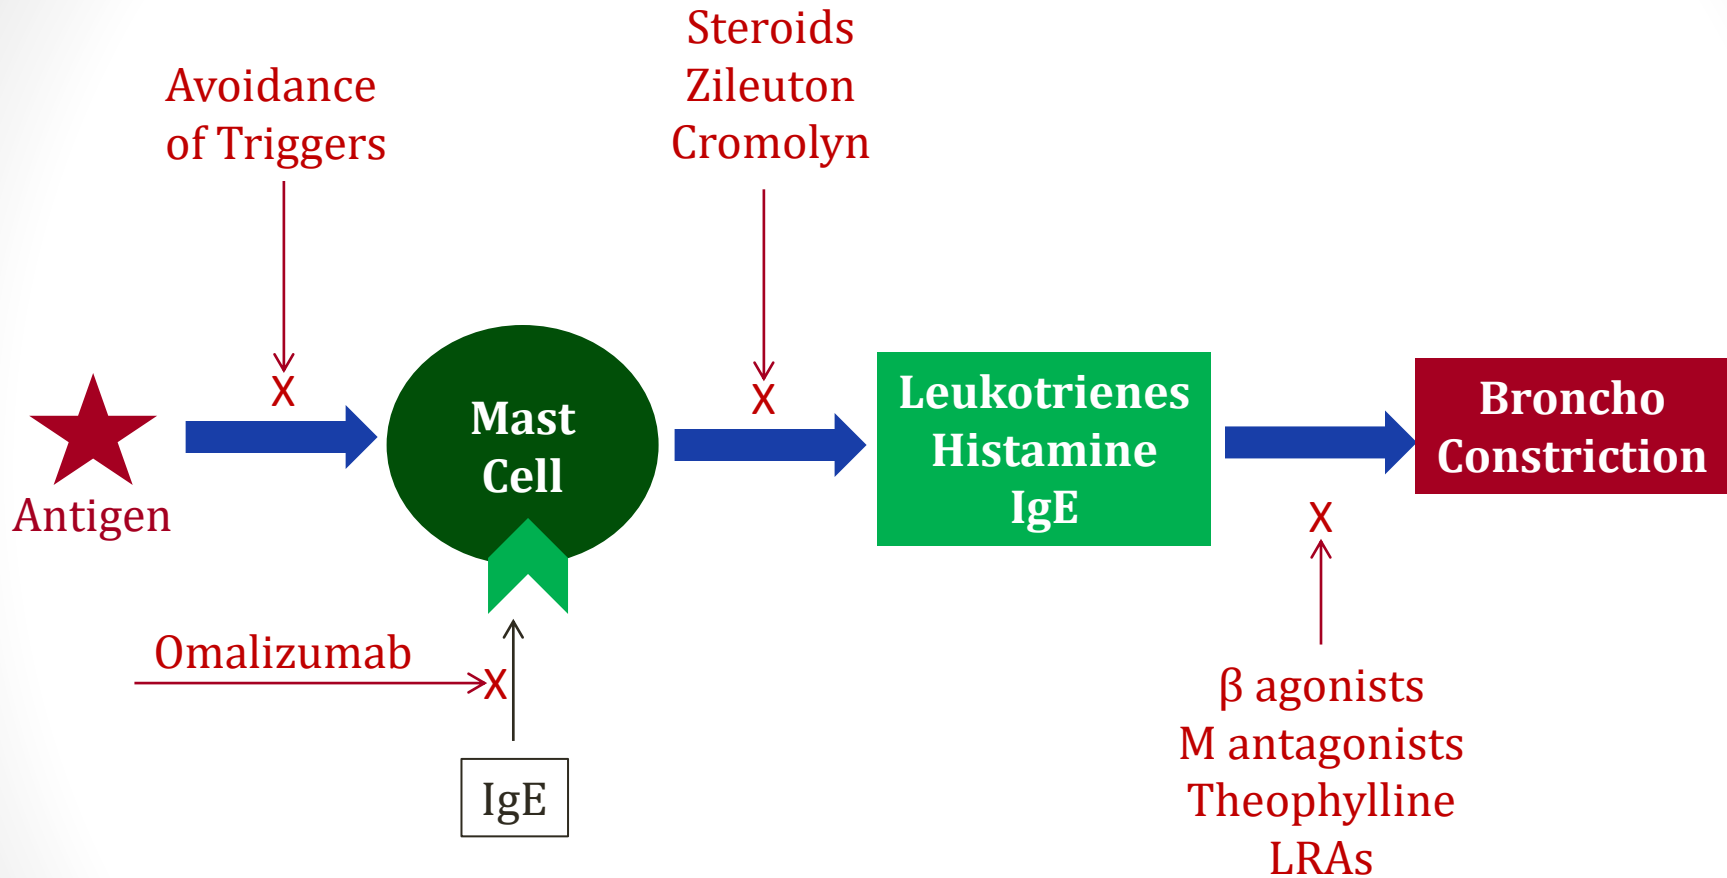 Avoidance
of Triggers
Steroids
Zileuton
Cromolyn
X
X
Antigen
Mast
Cell
Leukotrienes
Histamine
IgE
Broncho
Constriction
X
Omalizumab
X
IgE
β agonists
M antagonists
Theophylline
LRAs